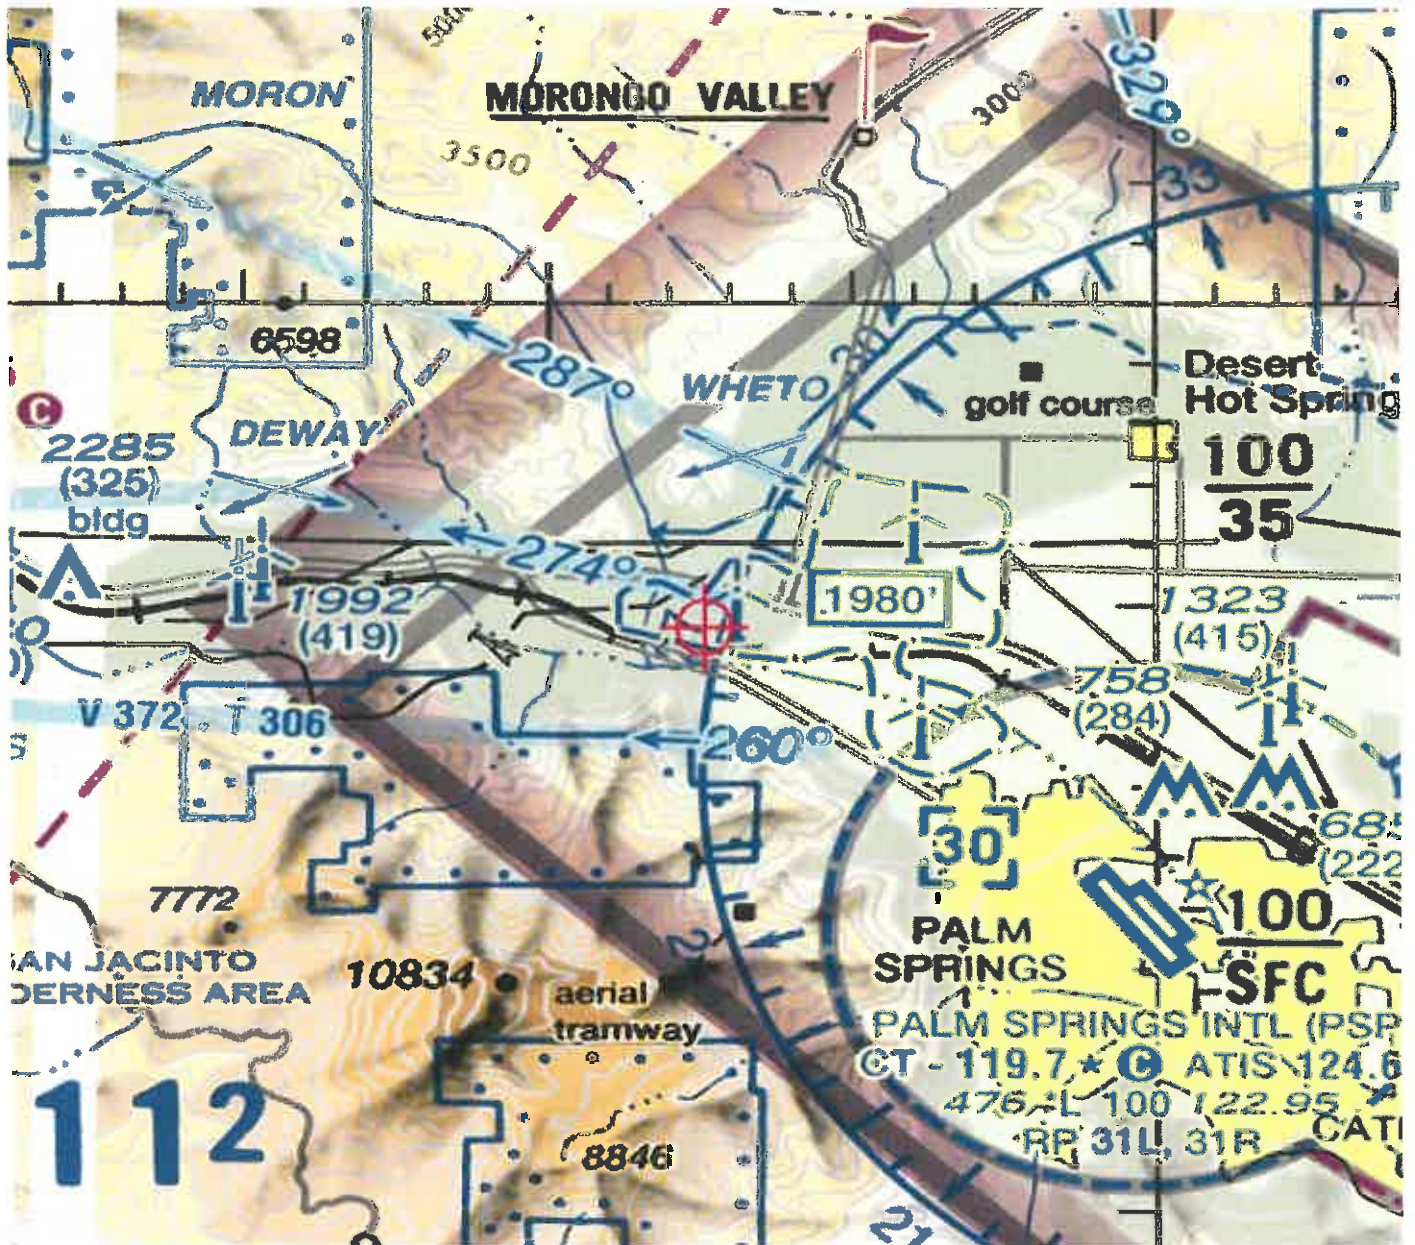 500
MORON
MORONGO VALLEY
3000
329°
3500
33
6598
287°
WHETO
30
Desert
Hot Spring
golf course
C
2285
(325)
bldg
DEWAY
100
35
274°
1992
(419)
1980'
1323
(415)
758
(284)
V 372
T 306
260°
30
685
(222
7772
PALM
SPRINGS
100
SFC
AN JACINTO
DERNESS AREA
10834
aerial
tramway
PALM SPRINGS INTL (PSP
CT - 119.7 ★ C ATIS 124.6
476 *L 100 122.95
RP 31L, 31R
CATH
112
8846
21